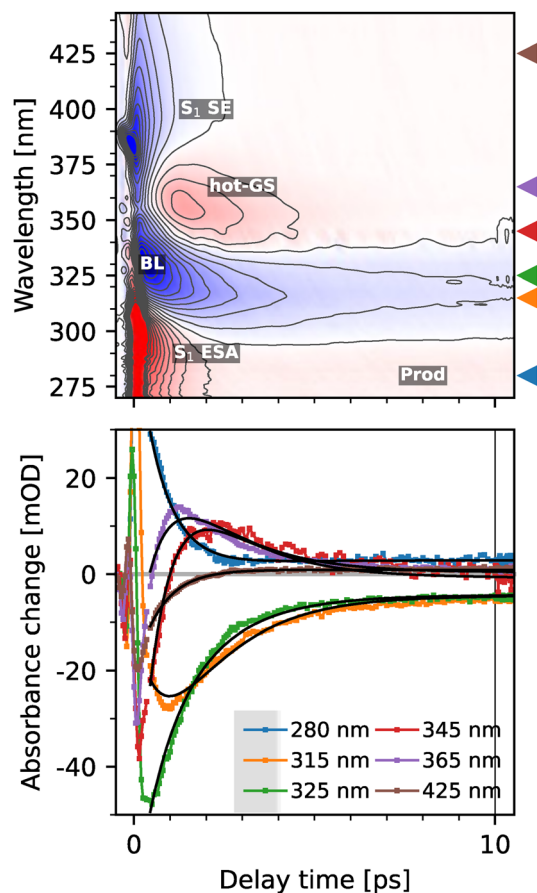 425
400
375
350
325
300
275
Wavelength [nm]
S₁ SE
hot-GS
BL
S₁ ESA
Prod
20
0
-20
-40
Absorbance change [mOD]
280 nm
315 nm
325 nm
345 nm
365 nm
425 nm
0
10
Delay time [ps]